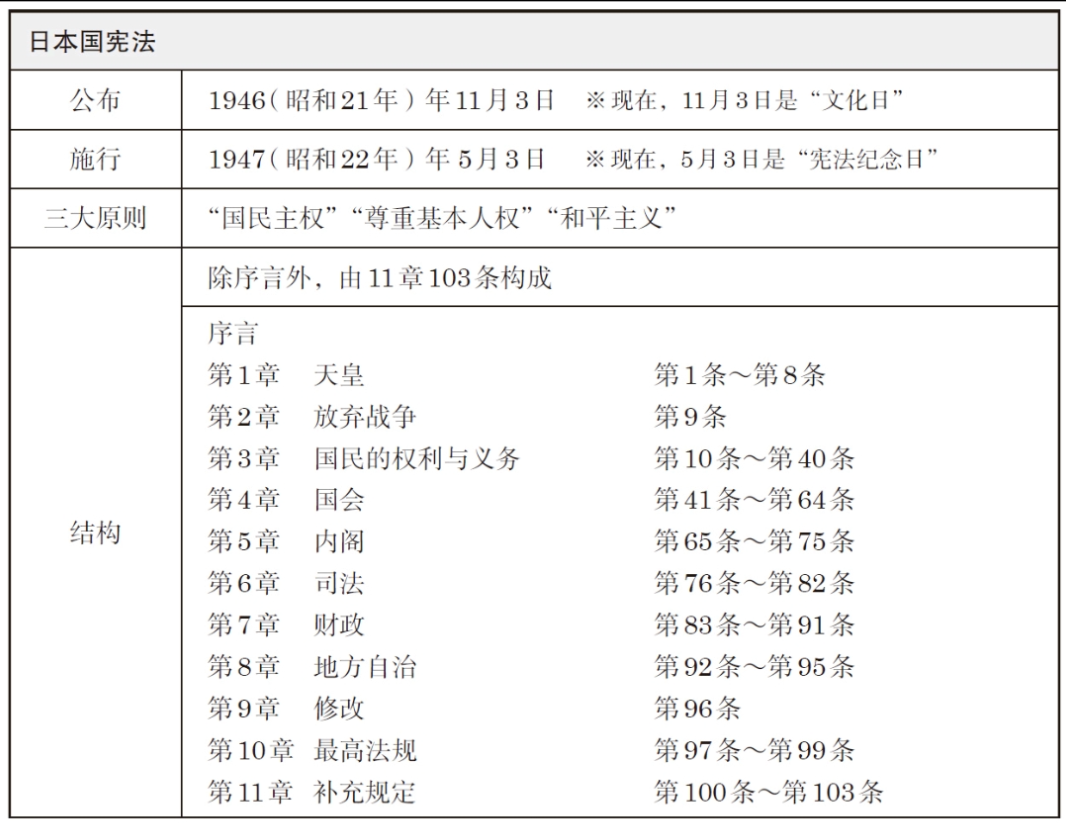 日本国宪法
公布 1946(昭和21年)年11月3日 ※现在，11月3日是“文化日”
施行 1947(昭和22年)年5月3日 ※现在，5月3日是“宪法纪念日”
三大原则 “国民主权”“尊重基本人权”“和平主义”
结构
除序言外，由11章103条构成
序言
第1章 天皇 第1条～第8条
第2章 放弃战争 第9条
第3章 国民的权利与义务 第10条～第40条
第4章 国会 第41条～第64条
第5章 内阁 第65条～第75条
第6章 司法 第76条～第82条
第7章 财政 第83条～第91条
第8章 地方自治 第92条～第95条
第9章 修改 第96条
第10章 最高法规 第97条～第99条
第11章 补充规定 第100条～第103条